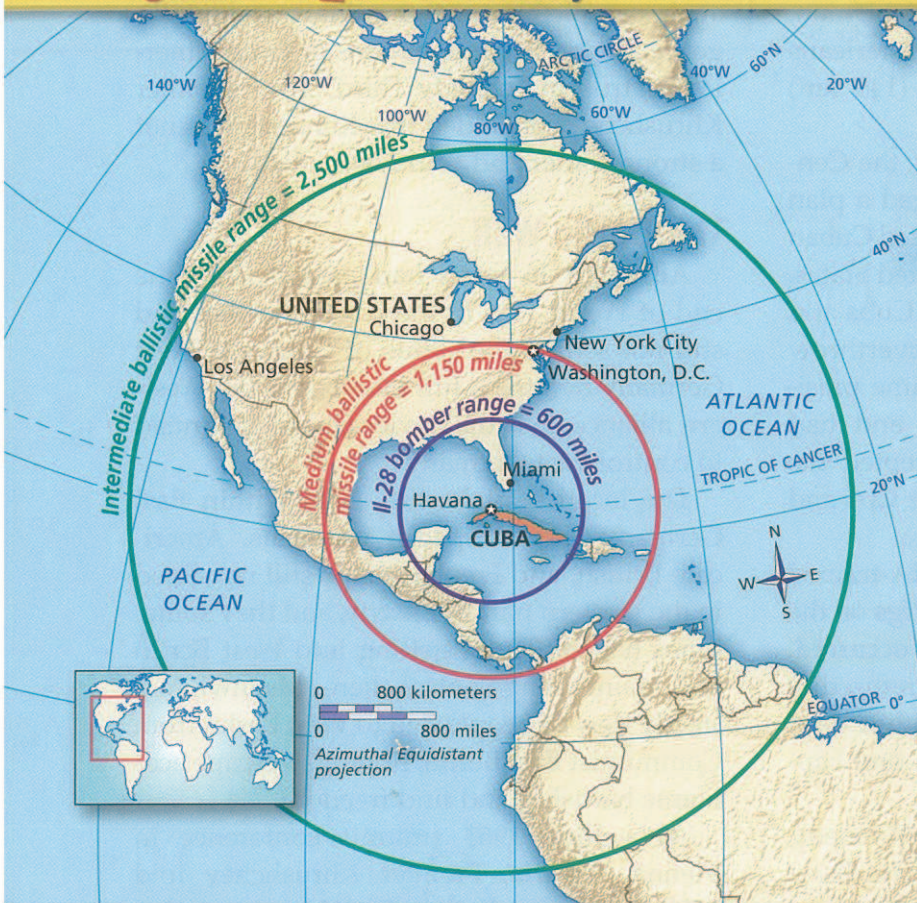 ARCTIC CIRCLE
60°N
140°W
120°W
100°W
80°W
60°W
40°W
20°W
Intermediate ballistic missile range = 2,500 miles
40°N
UNITED STATES
Chicago
New York City
Los Angeles
Washington, D.C.
Medium ballistic
missile range = 1,150 miles
Il-28 bomber range = 600 miles
ATLANTIC
OCEAN
TROPIC OF CANCER
20°N
Miami
Havana
CUBA
N
W
E
S
PACIFIC
OCEAN
0
800 kilometers
0
800 miles
Azimuthal Equidistant
projection
EQUATOR
0°